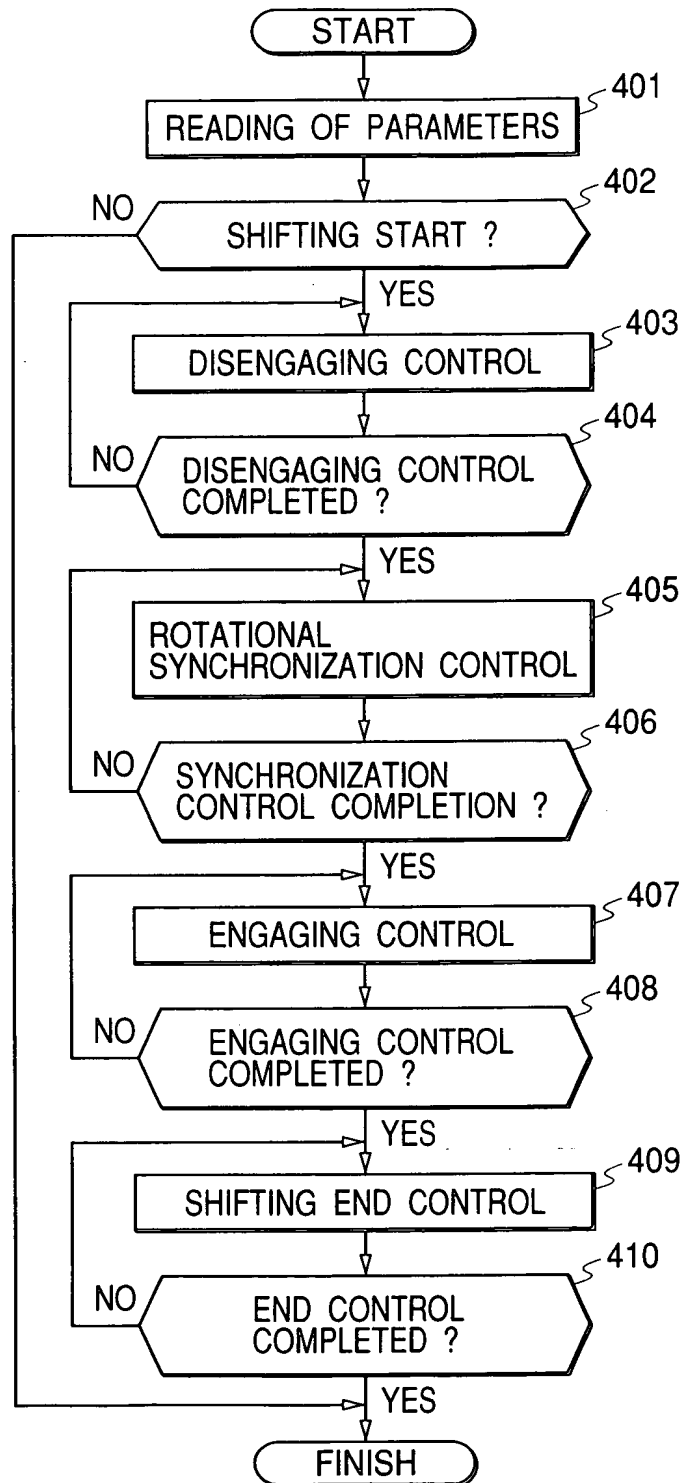 START
401
READING OF PARAMETERS
402
NO
SHIFTING START ?
YES
403
DISENGAGING CONTROL
404
NO
DISENGAGING CONTROL
COMPLETED ?
YES
405
ROTATIONAL
SYNCHRONIZATION CONTROL
406
NO
SYNCHRONIZATION
CONTROL COMPLETION ?
YES
407
ENGAGING CONTROL
408
NO
ENGAGING CONTROL
COMPLETED ?
YES
409
SHIFTING END CONTROL
410
NO
END CONTROL
COMPLETED ?
YES
FINISH